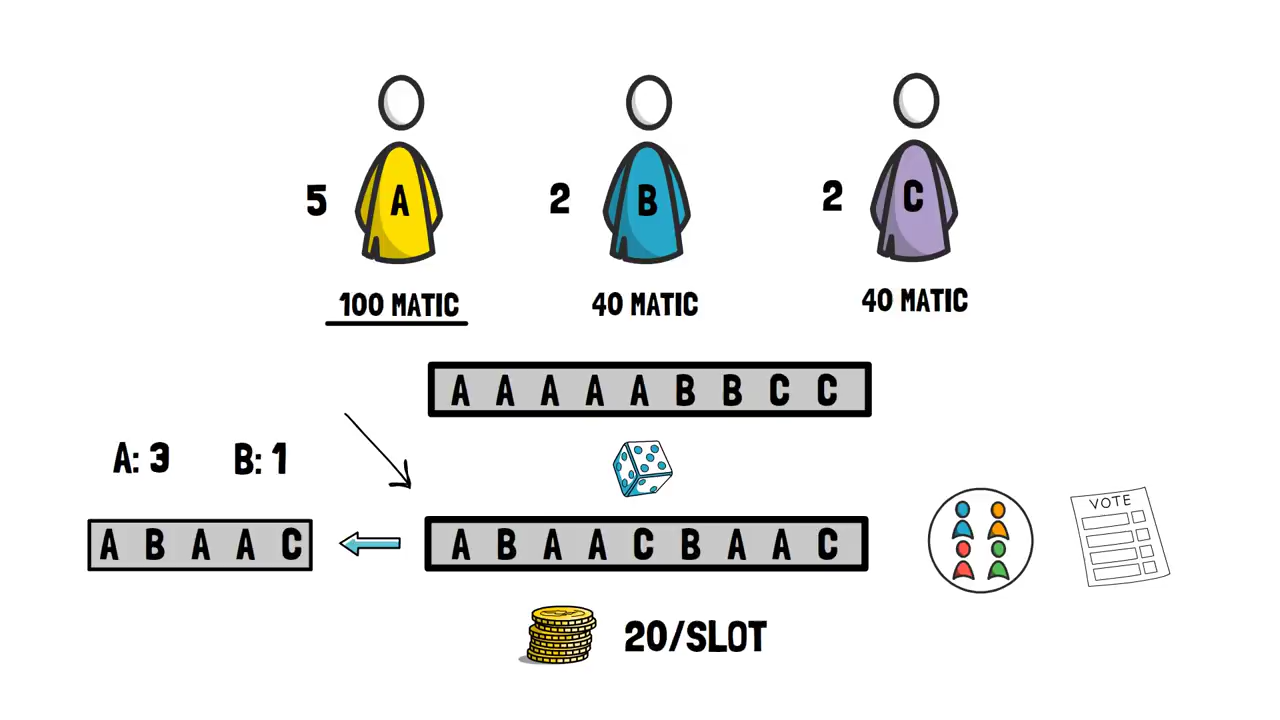 5 A 2 B 2 C
100 MATIC 40 MATIC 40 MATIC
A A A A A B B C C
A: 3 B: 1
A B A A C
A B A A C B A A C
VOTE
20/SLOT